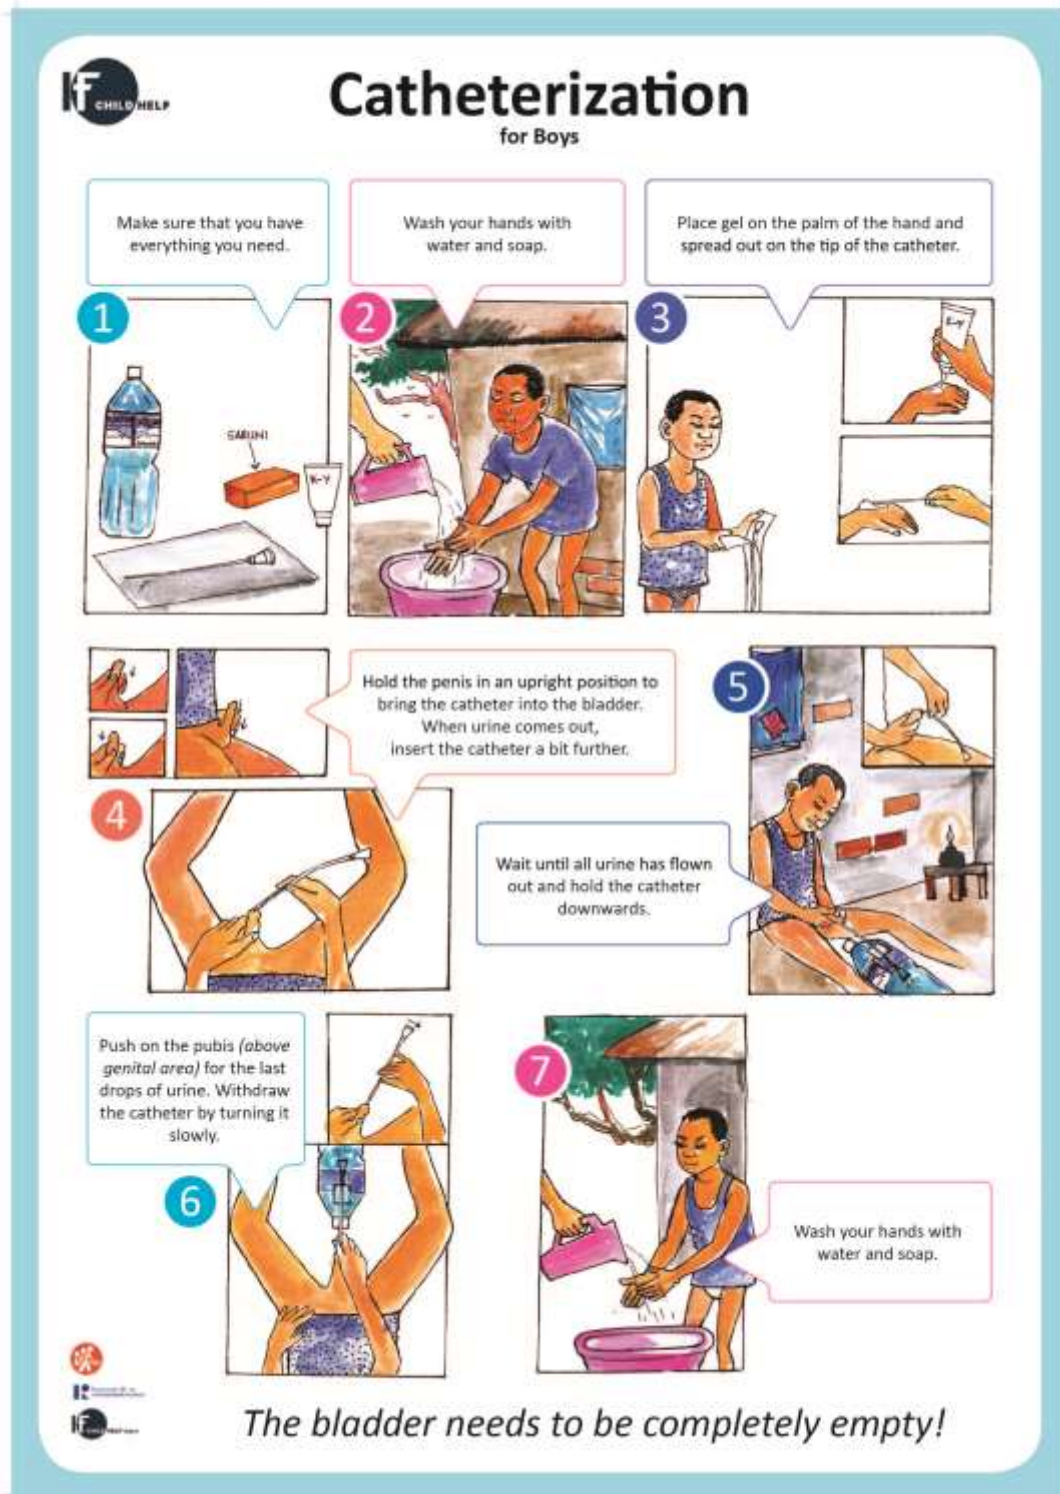 IF CHILD HELP
Catheterization
for Boys
Make sure that you have
everything you need.
Wash your hands with
water and soap.
Place gel on the palm of the hand and
spread out on the tip of the catheter.
1
2
3
SABUNI
K-Y
K-Y
Hold the penis in an upright position to
bring the catheter into the bladder.
When urine comes out,
insert the catheter a bit further.
4
5
Wait until all urine has flown
out and hold the catheter
downwards.
Push on the pubis (above
genital area) for the last
drops of urine. Withdraw
the catheter by turning it
slowly.
6
7
Wash your hands with
water and soap.
IF
The bladder needs to be completely empty!